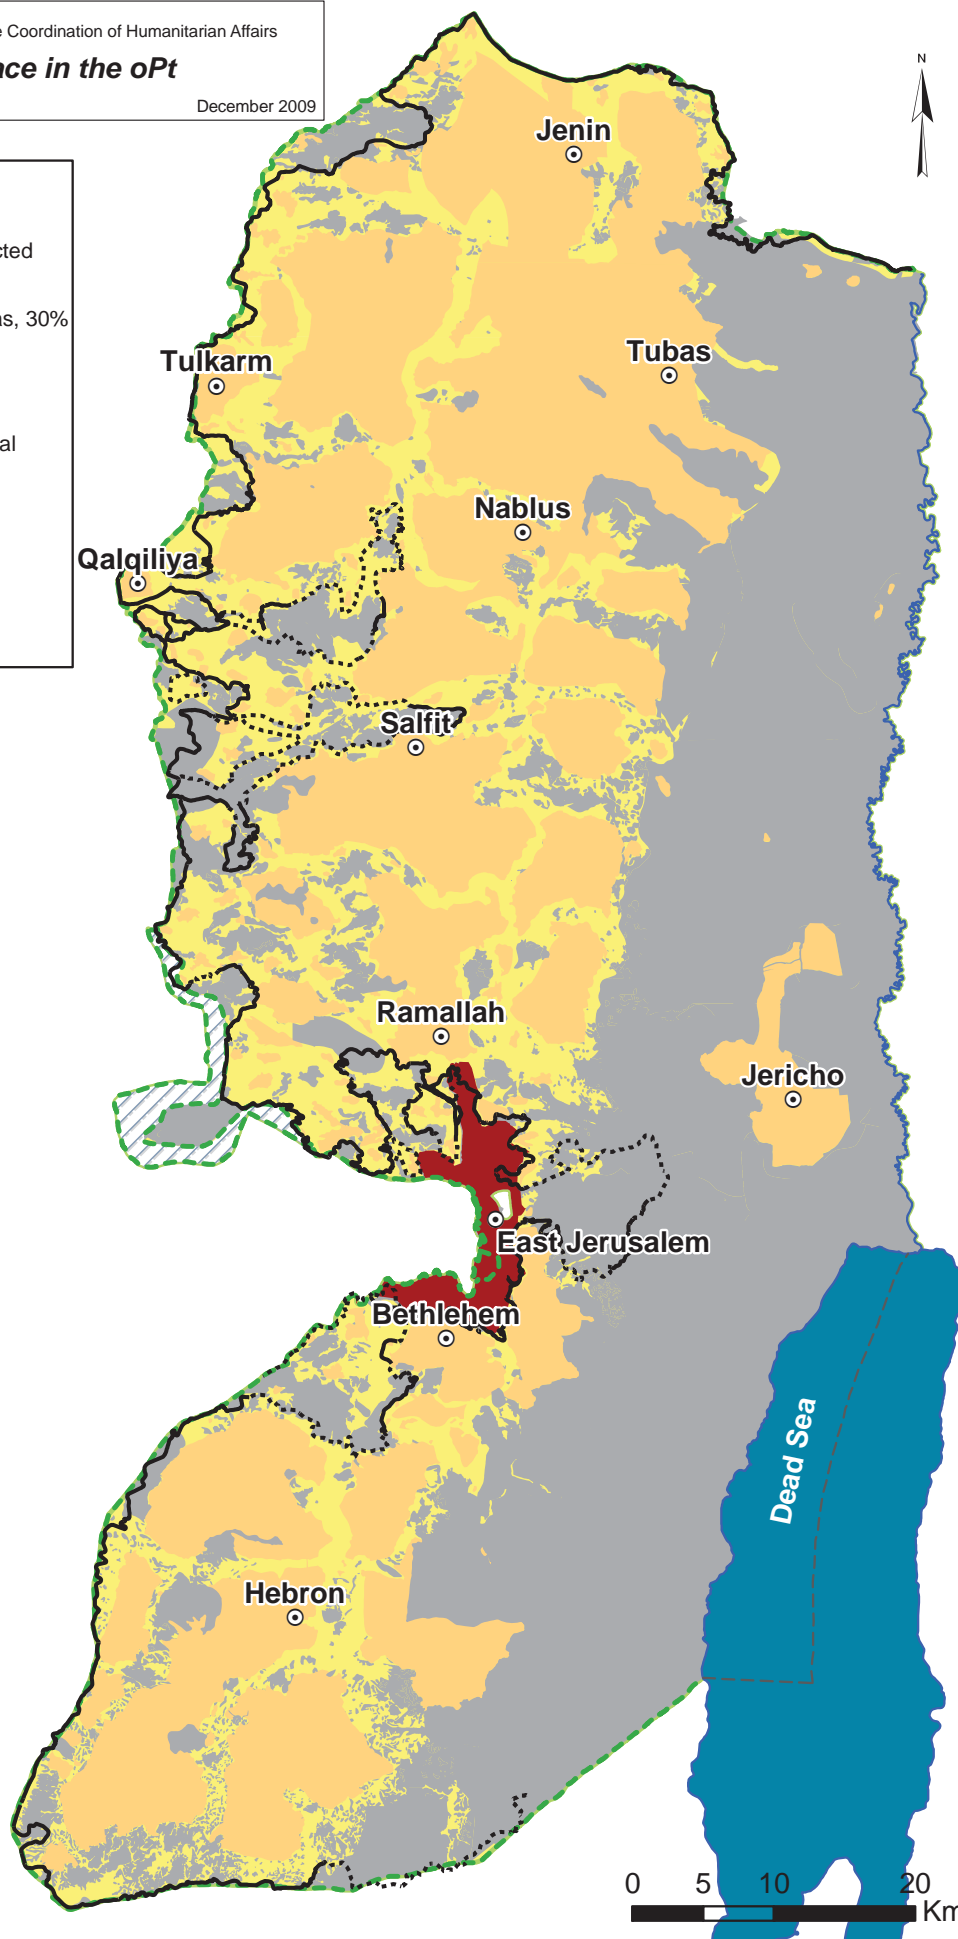 e Coordination of Humanitarian Affairs
nce in the oPt
December 2009
N
cted
as, 30%
al
Jenin
Tulkarm
Tubas
Nablus
Qalqiliya
Salfit
Ramallah
Jericho
East Jerusalem
Bethlehem
Dead Sea
Hebron
0 5 10 20
Km